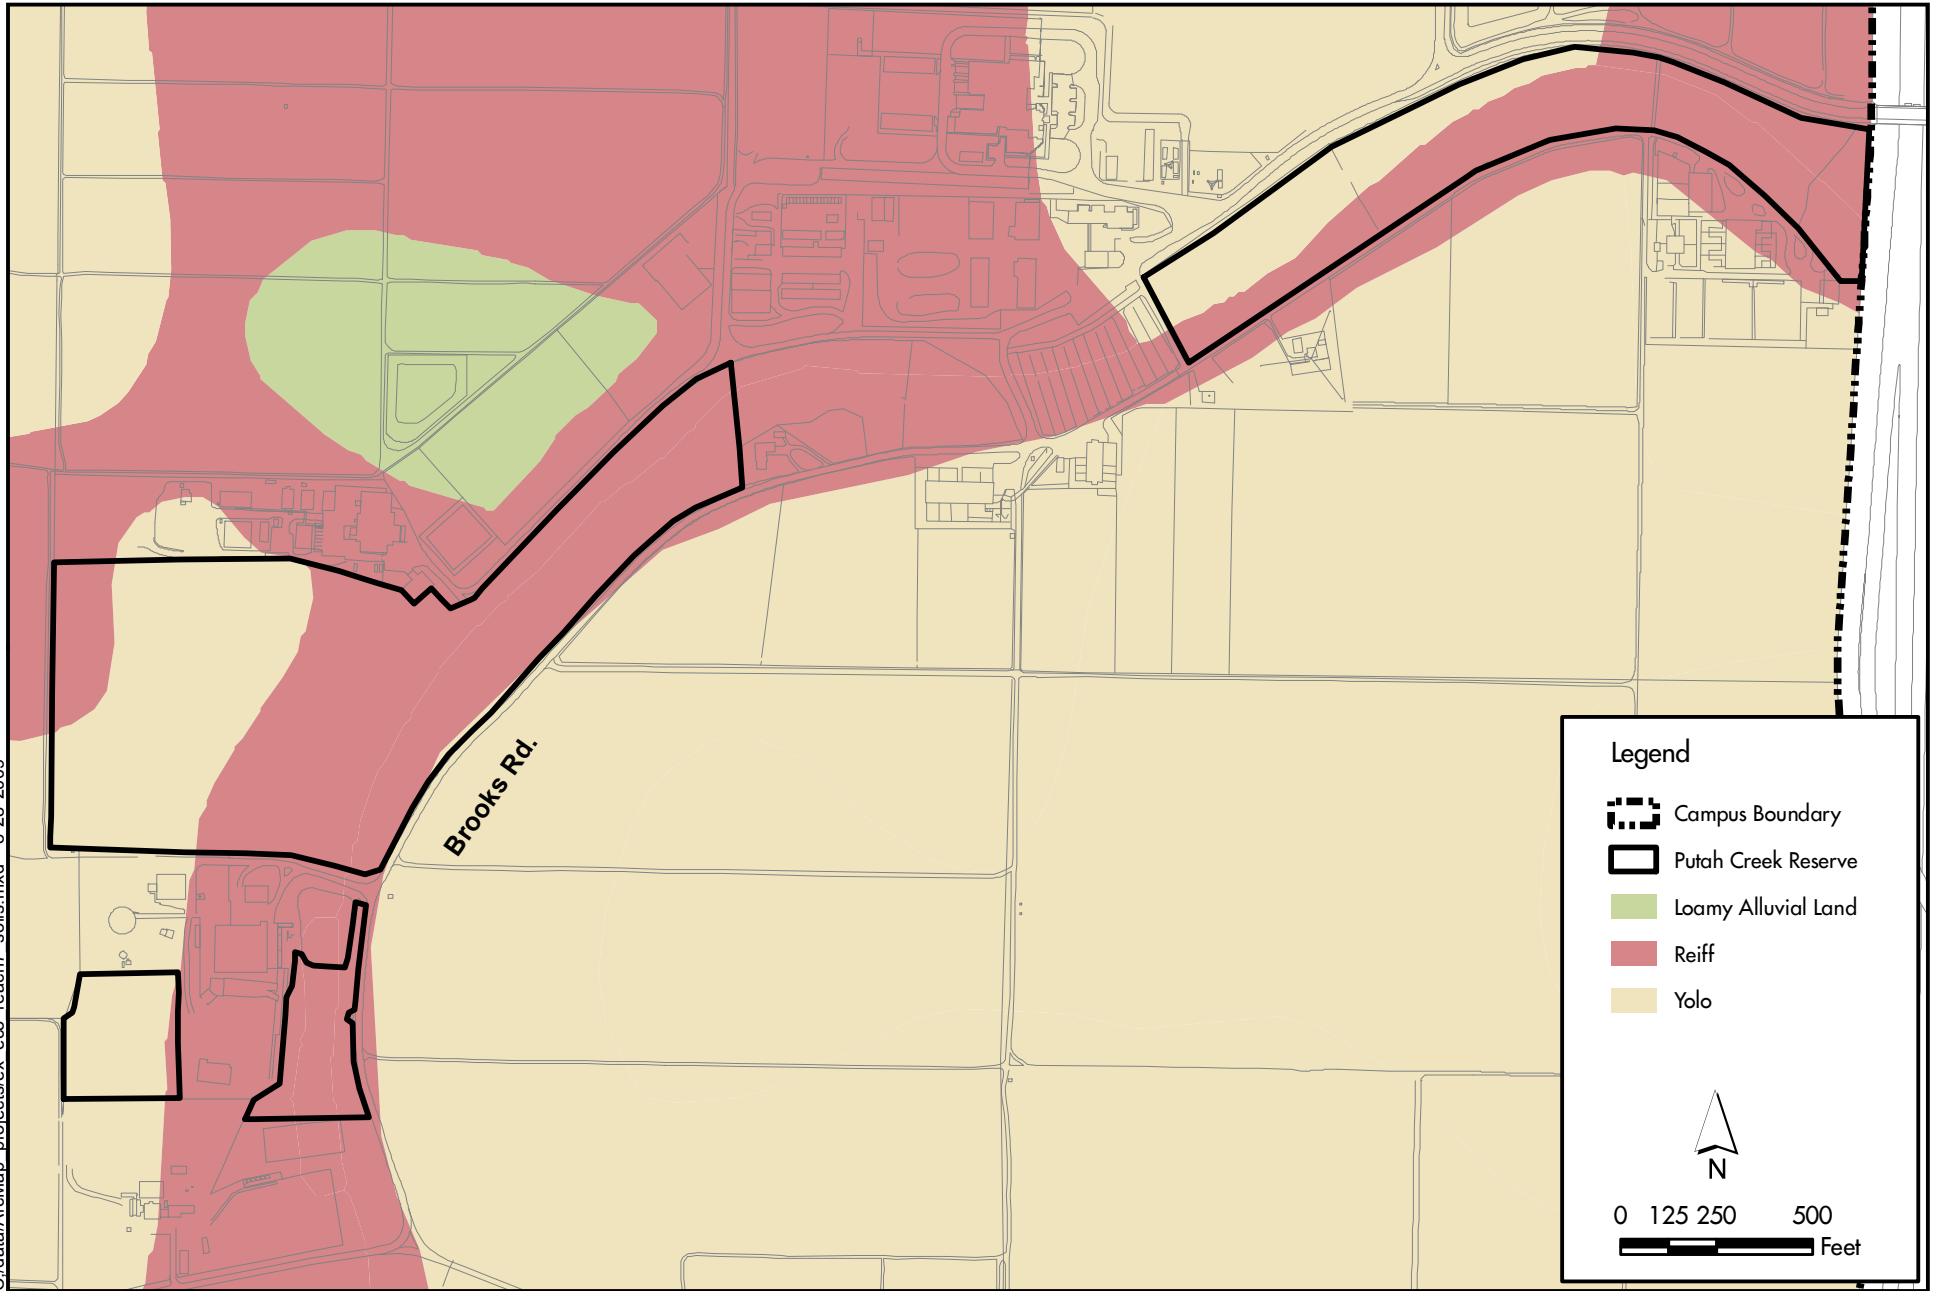 Brooks Rd.
Legend
Campus Boundary
Putah Creek Reserve
Loamy Alluvial Land
Reiff
Yolo
N
0 125 250 500
Feet